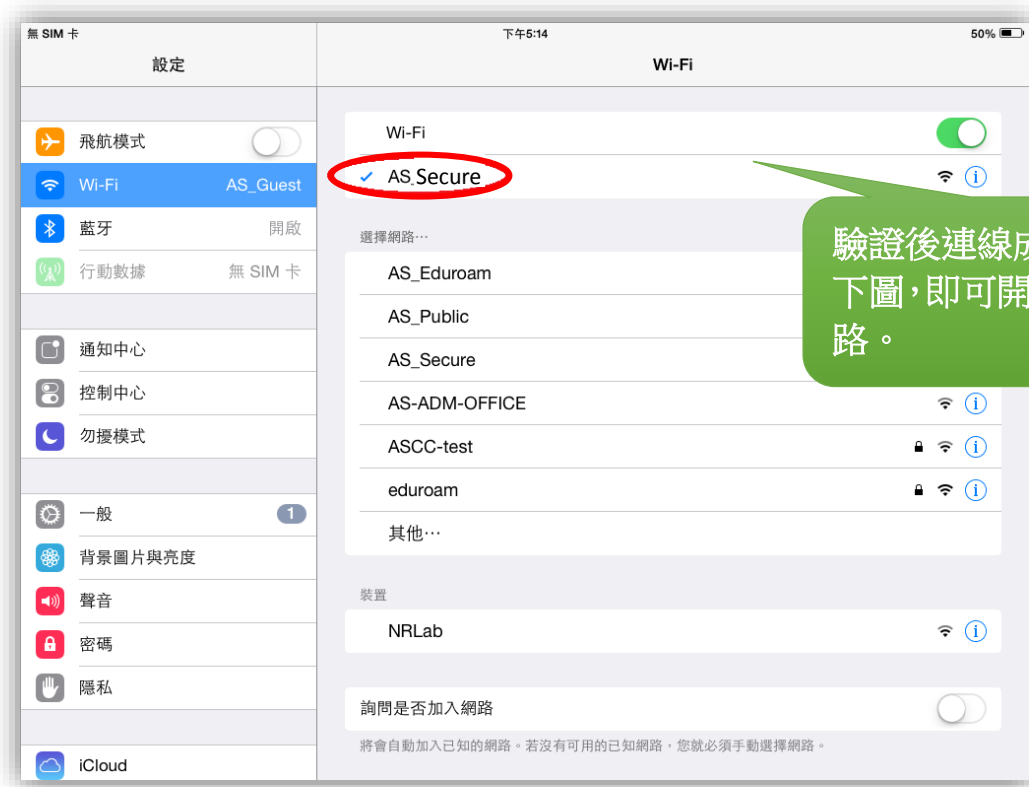 無 SIM 卡
下午5:14
50%
設定
Wi-Fi
飛航模式
Wi-Fi
AS_Guest
藍牙
開啟
行動數據
無 SIM 卡
通知中心
控制中心
勿擾模式
一般
1
背景圖片與亮度
聲音
密碼
隱私
iCloud
Wi-Fi
AS_Secure
選擇網路⋯
AS_Eduroam
AS_Public
AS_Secure
AS-ADM-OFFICE
ASCC-test
eduroam
其他⋯
裝置
NRLab
詢問是否加入網路
將會自動加入已知的網路。若沒有可用的已知網路，您就必須手動選擇網路。
驗證後連線成
下圖，即可開
路。